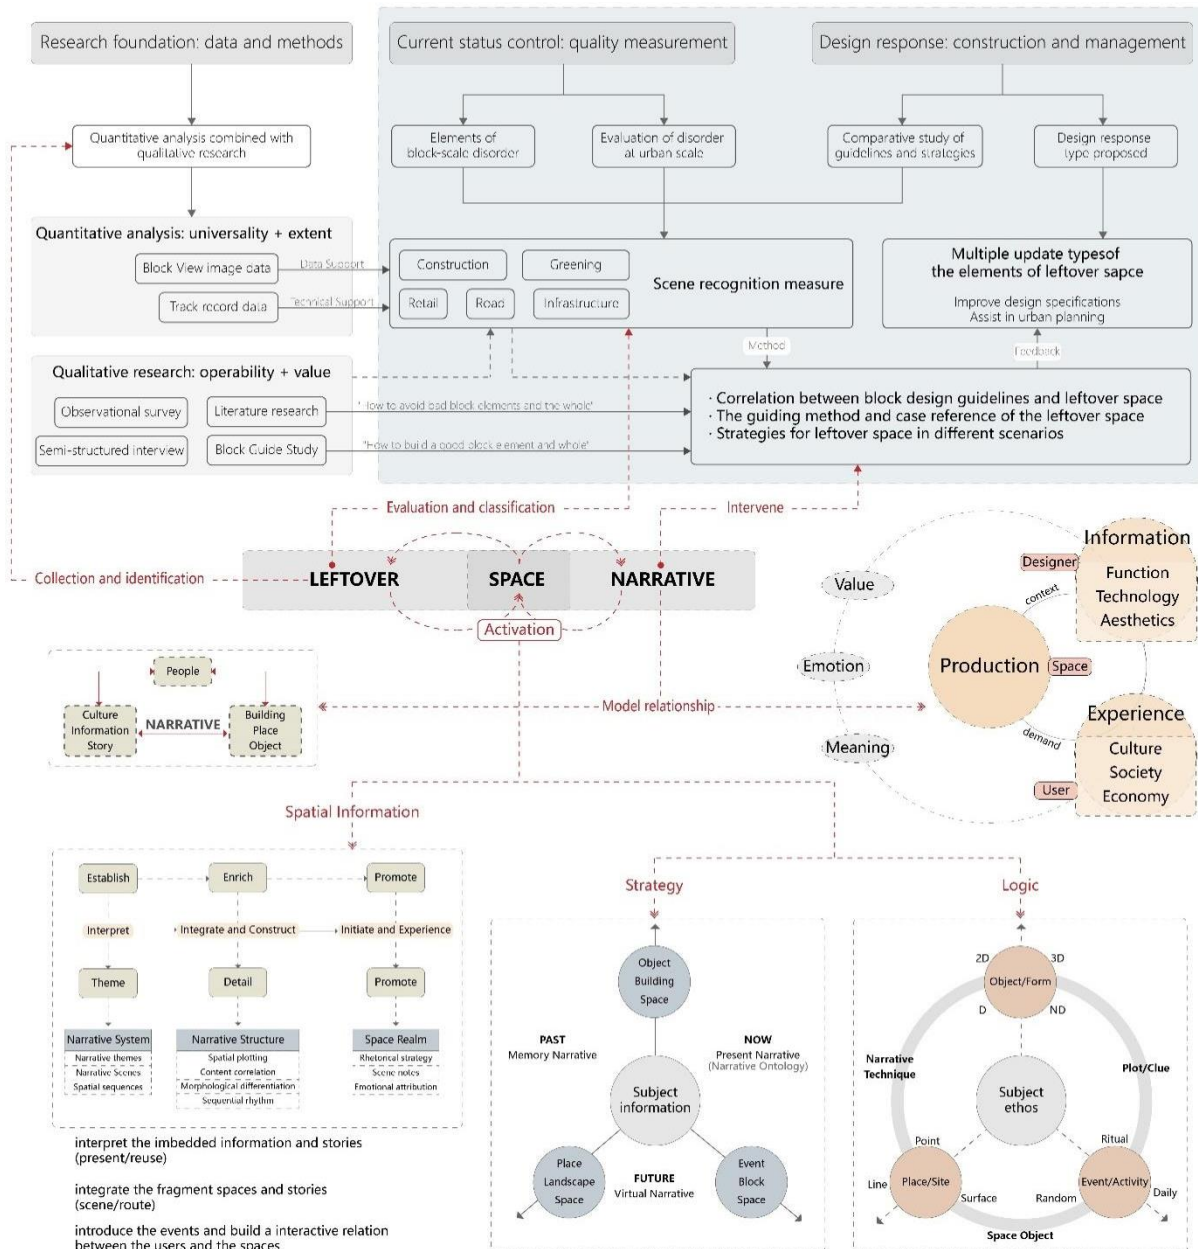 Research foundation: data and methods
Current status control: quality measurement
Design response: construction and management
Quantitative analysis combined with
qualitative research
Elements of
block-scale disorder
Evaluation of disorder
at urban scale
Comparative study of
guidelines and strategies
Design response
type proposed
Quantitative analysis: universality + extent
Block View image data
Data Support
Track record data
Technical Support
Construction
Greening
Retail
Road
Infrastructure
Scene recognition measure
Multiple update typesof
the elements of leftover sapce
Improve design specifications
Assist in urban planning
Method
Feedback
Qualitative research: operability + value
Observational survey
Literature research
"How to avoid bad block elements and the whole"
Semi-structured interview
Block Guide Study
"How to build a good block element and whole"
· Correlation between block design guidelines and leftover space
· The guiding method and case reference of the leftover space
· Strategies for leftover space in different scenarios
Evaluation and classification
Intervene
Collection and identification
LEFTOVER
SPACE
NARRATIVE
Activation
Value
Emotion
Meaning
Production
Designer
Space
User
context
demand
Information
Function
Technology
Aesthetics
Experience
Culture
Society
Economy
People
Culture
Information
Story
NARRATIVE
Building
Place
Object
Model relationship
Spatial Information
Establish
Enrich
Promote
Interpret
Integrate and Construct
Initiate and Experience
Theme
Detail
Promote
Narrative System
Narrative themes
Narrative Scenes
Spatial sequences
Narrative Structure
Spatial plotting
Content correlation
Morphological differentiation
Sequential rhythm
Space Realm
Rhetorical strategy
Scene notes
Emotional attribution
interpret the imbedded information and stories
(present/reuse)
integrate the fragment spaces and stories
(scene/route)
introduce the events and build a interactive relation
between the users and the spaces
Strategy
Object
Building
Space
PAST
Memory Narrative
NOW
Present Narrative
(Narrative Ontology)
Subject
information
Place
Landscape
Space
FUTURE
Virtual Narrative
Event
Block
Space
Logic
2D
3D
Object/Form
D
ND
Narrative
Technique
Plot/Clue
Subject
ethos
Point
Line
Place/Site
Surface
Ritual
Random
Event/Activity
Daily
Space Object